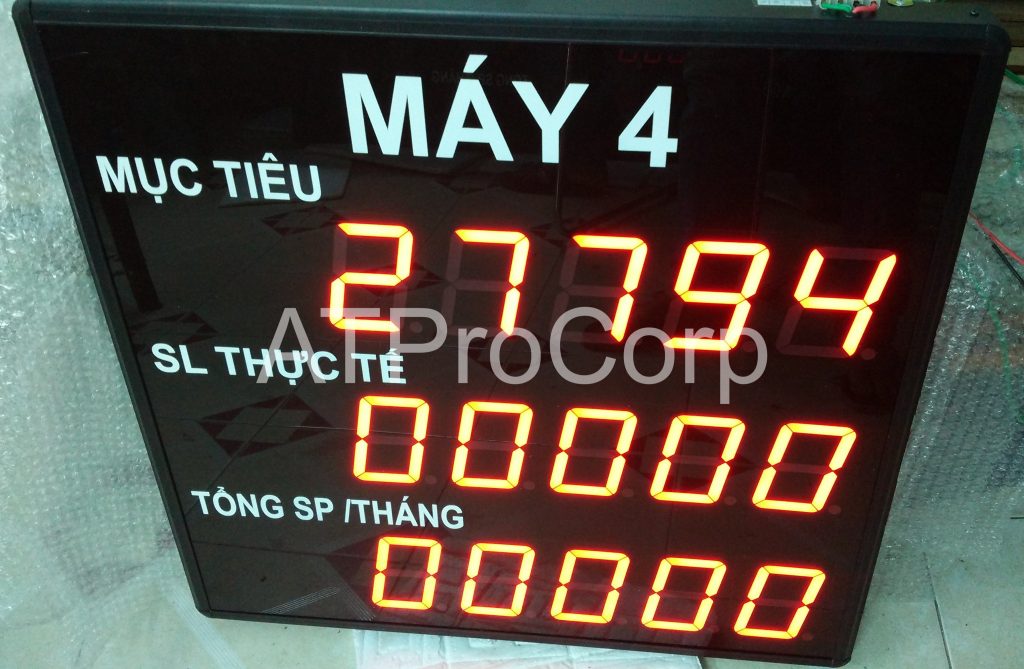 MÁY 4
MỤC TIÊU
27794
ATProCorp
SL THỰC TẾ
00000
TỔNG SP /THÁNG
00000